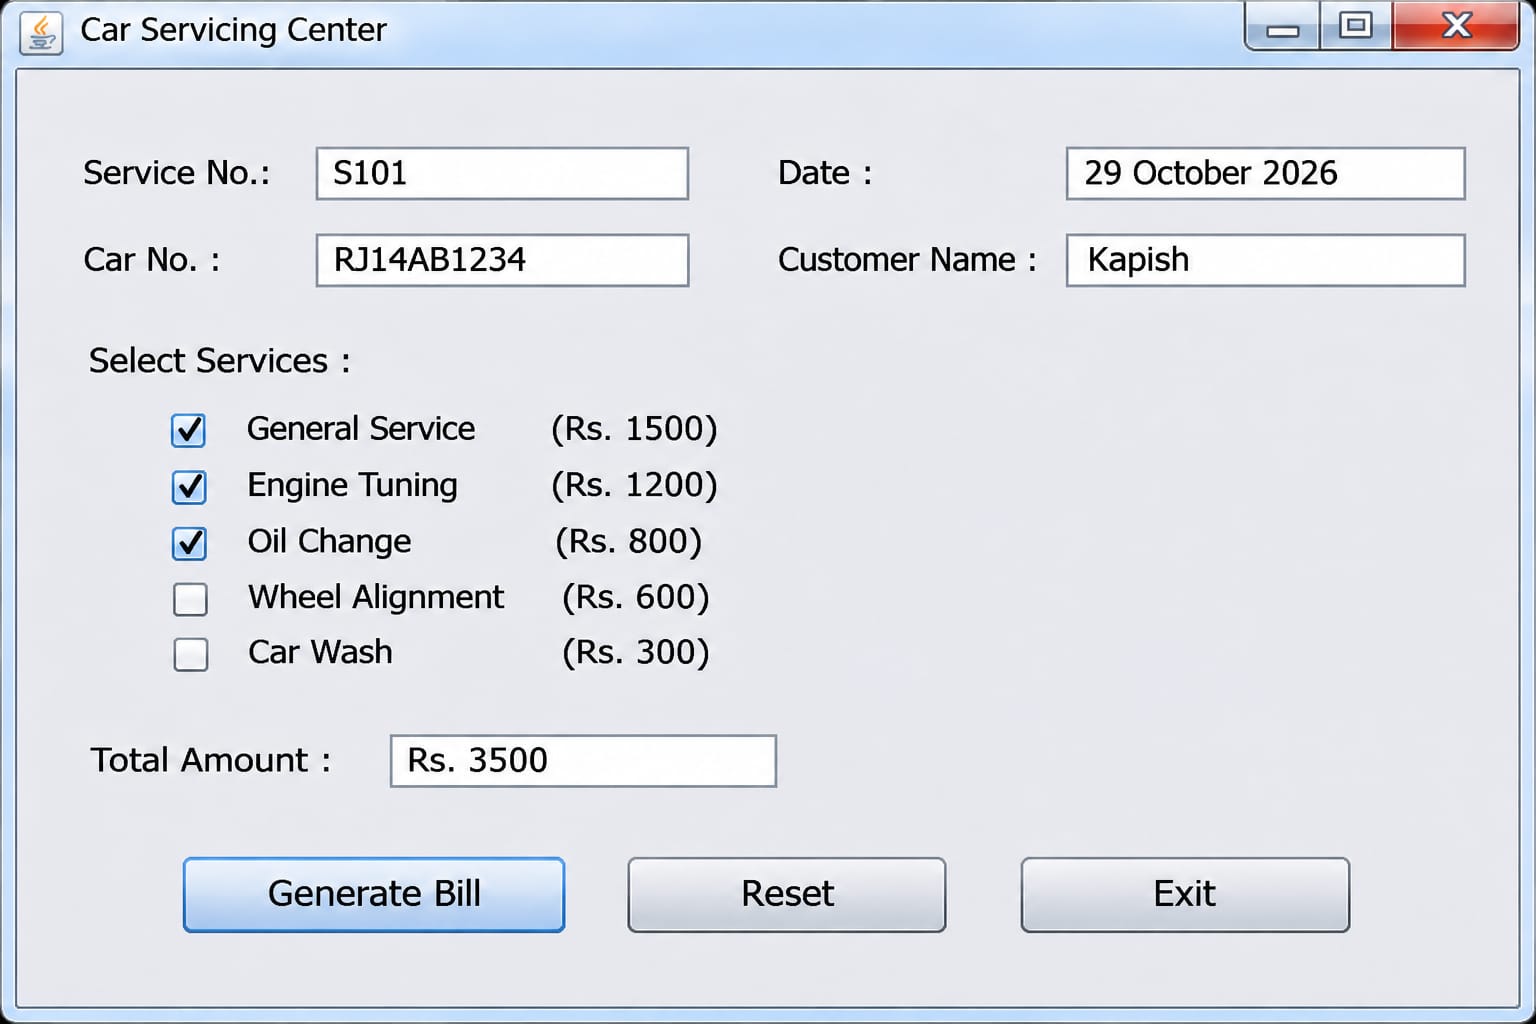 Car Servicing Center
Service No.: S101 Date : 29 October 2026
Car No. : RJ14AB1234 Customer Name : Kapish
Select Services :
General Service (Rs. 1500)
Engine Tuning (Rs. 1200)
Oil Change (Rs. 800)
Wheel Alignment (Rs. 600)
Car Wash (Rs. 300)
Total Amount : Rs. 3500
Generate Bill Reset Exit